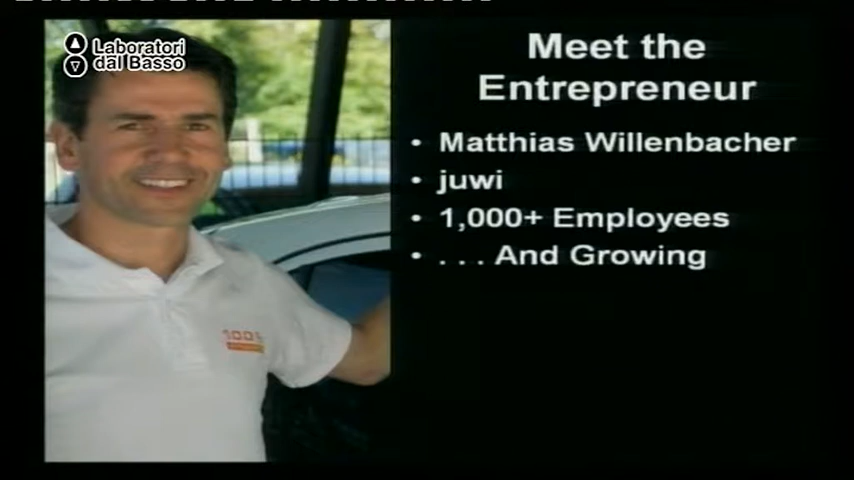 Laboratori
dal Basso
Meet the
Entrepreneur
• Matthias Willenbacher
• juwi
• 1,000+ Employees
• . . . And Growing